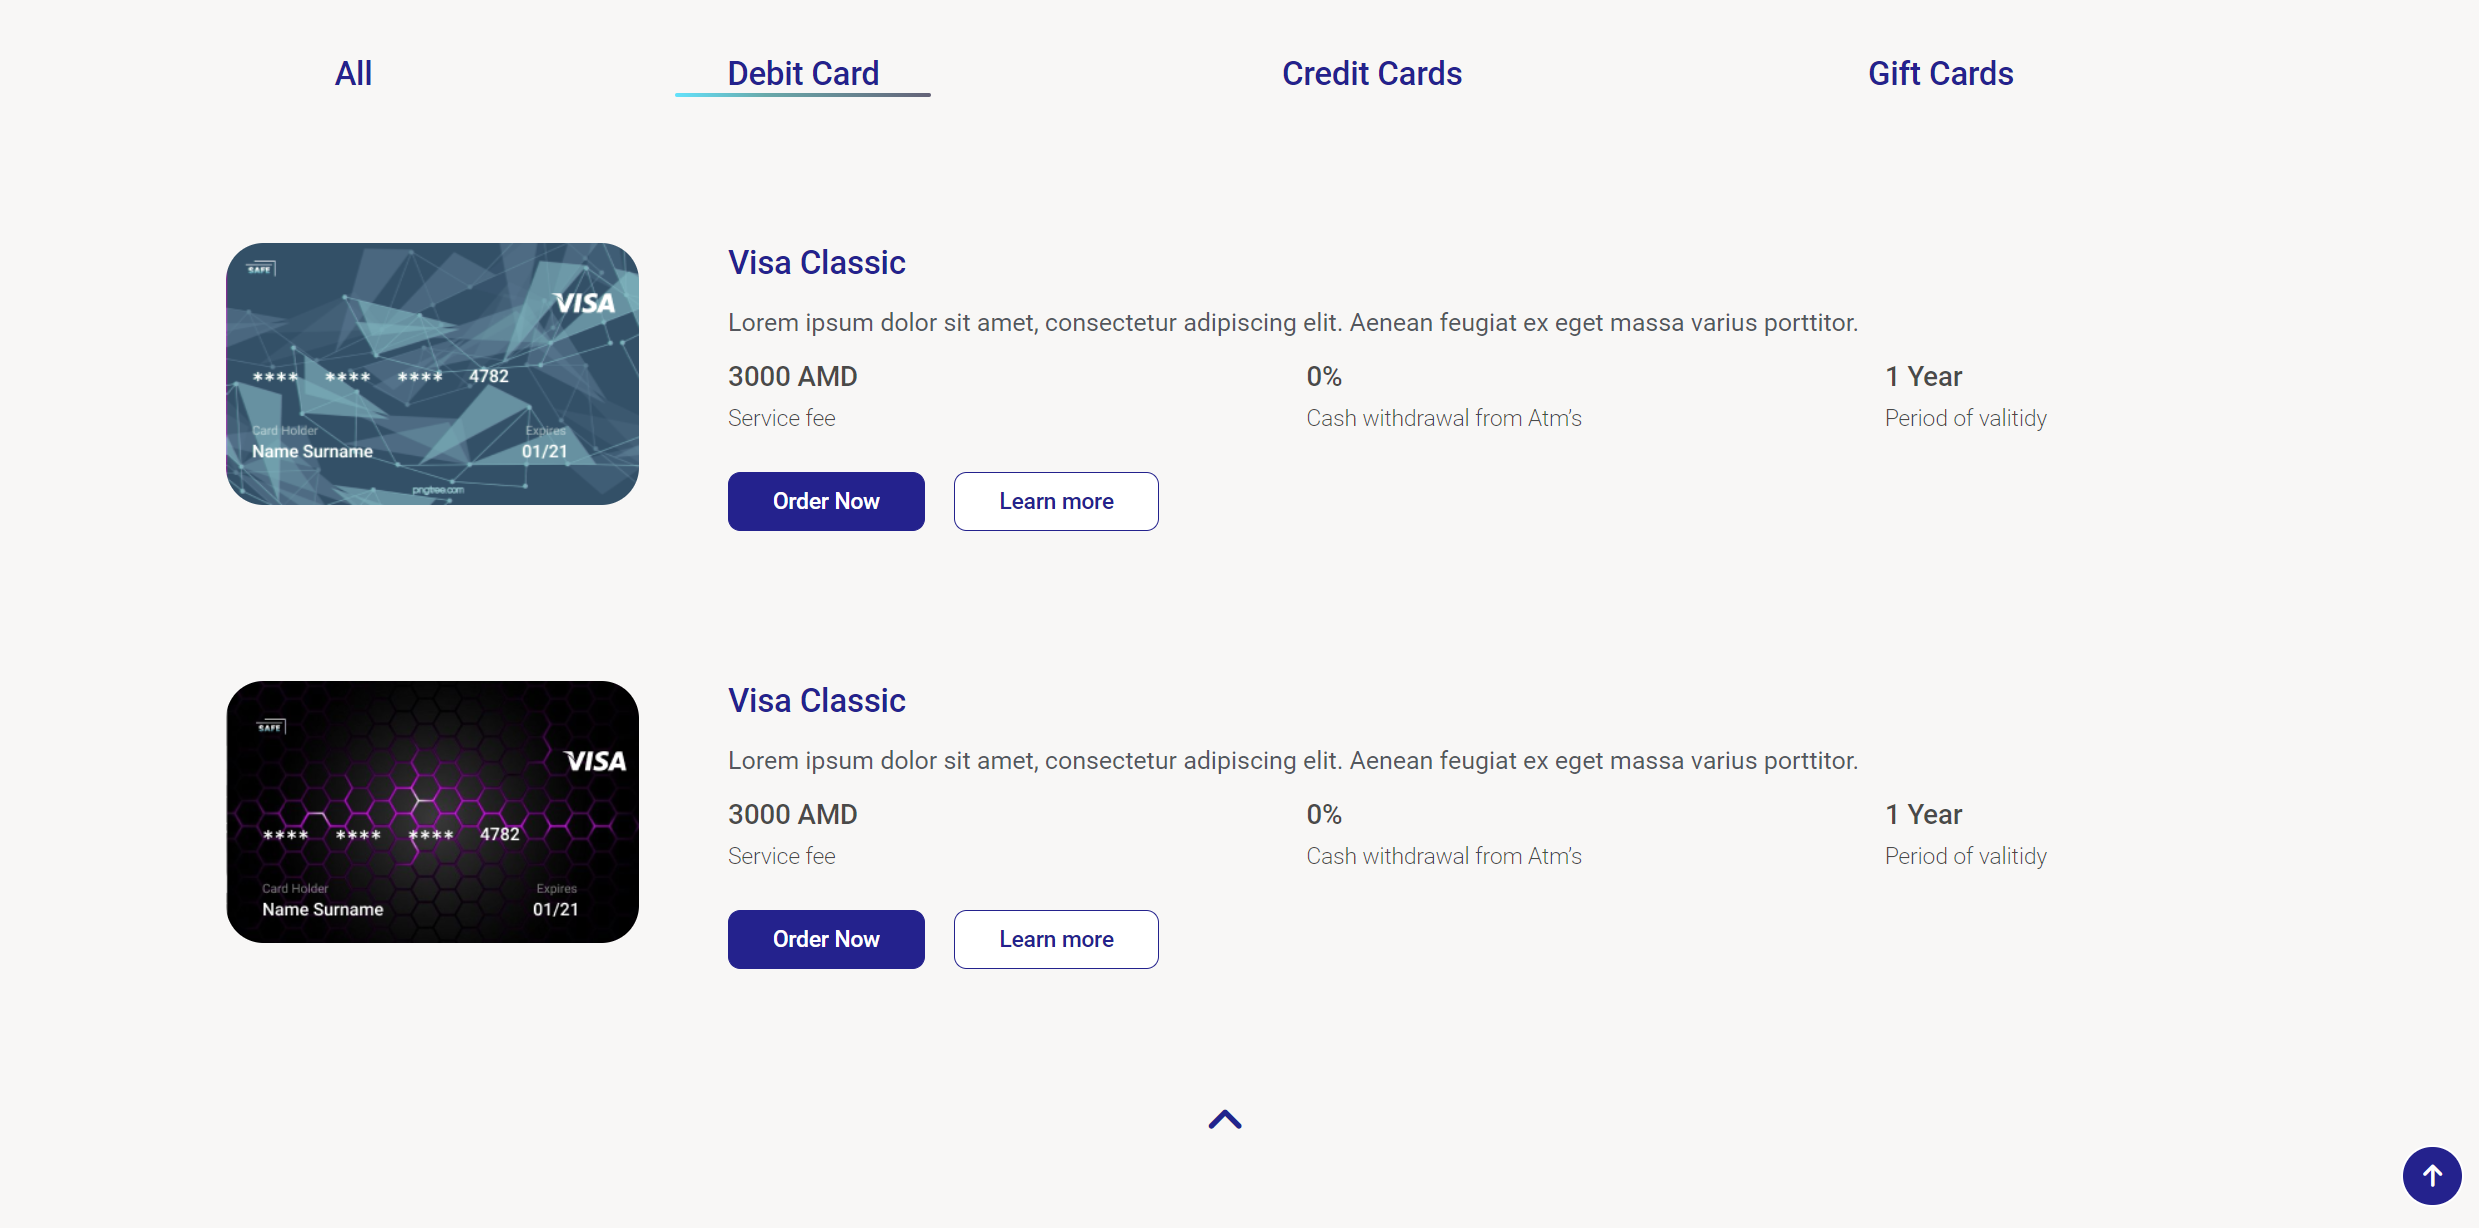 All Debit Card Credit Cards Gift Cards
SAFE
VISA
**** **** **** 4782
Card Holder Expires
Name Surname 01/21
pngtree.com
Visa Classic
Lorem ipsum dolor sit amet, consectetur adipiscing elit. Aenean feugiat ex eget massa varius porttitor.
3000 AMD 0% 1 Year
Service fee Cash withdrawal from Atm’s Period of valitidy
Order Now Learn more
SAFE
VISA
**** **** **** 4782
Card Holder Expires
Name Surname 01/21
Visa Classic
Lorem ipsum dolor sit amet, consectetur adipiscing elit. Aenean feugiat ex eget massa varius porttitor.
3000 AMD 0% 1 Year
Service fee Cash withdrawal from Atm’s Period of valitidy
Order Now Learn more